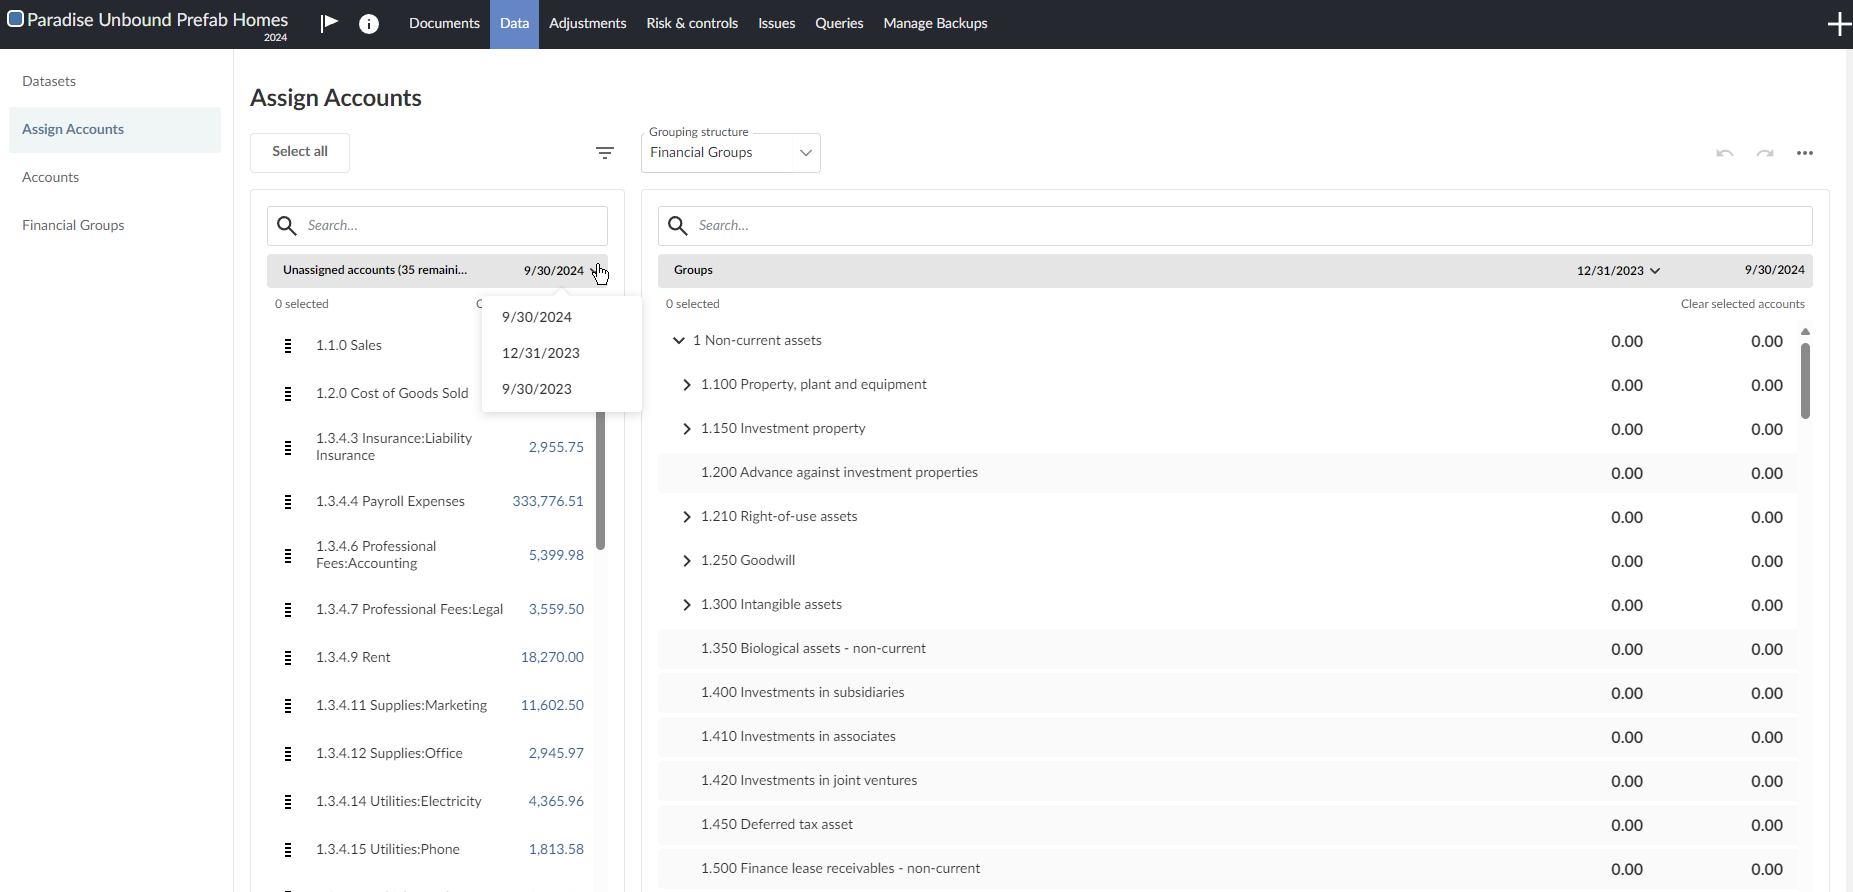 Paradise Unbound Prefab Homes
2024
Documents
Data
Adjustments
Risk & controls
Issues
Queries
Manage Backups
Datasets
Assign Accounts
Accounts
Financial Groups
Assign Accounts
Select all
Grouping structure
Financial Groups
Search...
Unassigned accounts (35 remaini... 9/30/2024
0 selected
9/30/2024
12/31/2023
9/30/2023
1.1.0 Sales
1.2.0 Cost of Goods Sold
1.3.4.3 Insurance:Liability
Insurance
2,955.75
1.3.4.4 Payroll Expenses 333,776.51
1.3.4.6 Professional
Fees:Accounting
5,399.98
1.3.4.7 Professional Fees:Legal 3,559.50
1.3.4.9 Rent 18,270.00
1.3.4.11 Supplies:Marketing 11,602.50
1.3.4.12 Supplies:Office 2,945.97
1.3.4.14 Utilities:Electricity 4,365.96
1.3.4.15 Utilities:Phone 1,813.58
Search...
Groups 12/31/2023 9/30/2024
0 selected Clear selected accounts
1 Non-current assets 0.00 0.00
1.100 Property, plant and equipment 0.00 0.00
1.150 Investment property 0.00 0.00
1.200 Advance against investment properties 0.00 0.00
1.210 Right-of-use assets 0.00 0.00
1.250 Goodwill 0.00 0.00
1.300 Intangible assets 0.00 0.00
1.350 Biological assets - non-current 0.00 0.00
1.400 Investments in subsidiaries 0.00 0.00
1.410 Investments in associates 0.00 0.00
1.420 Investments in joint ventures 0.00 0.00
1.450 Deferred tax asset 0.00 0.00
1.500 Finance lease receivables - non-current 0.00 0.00